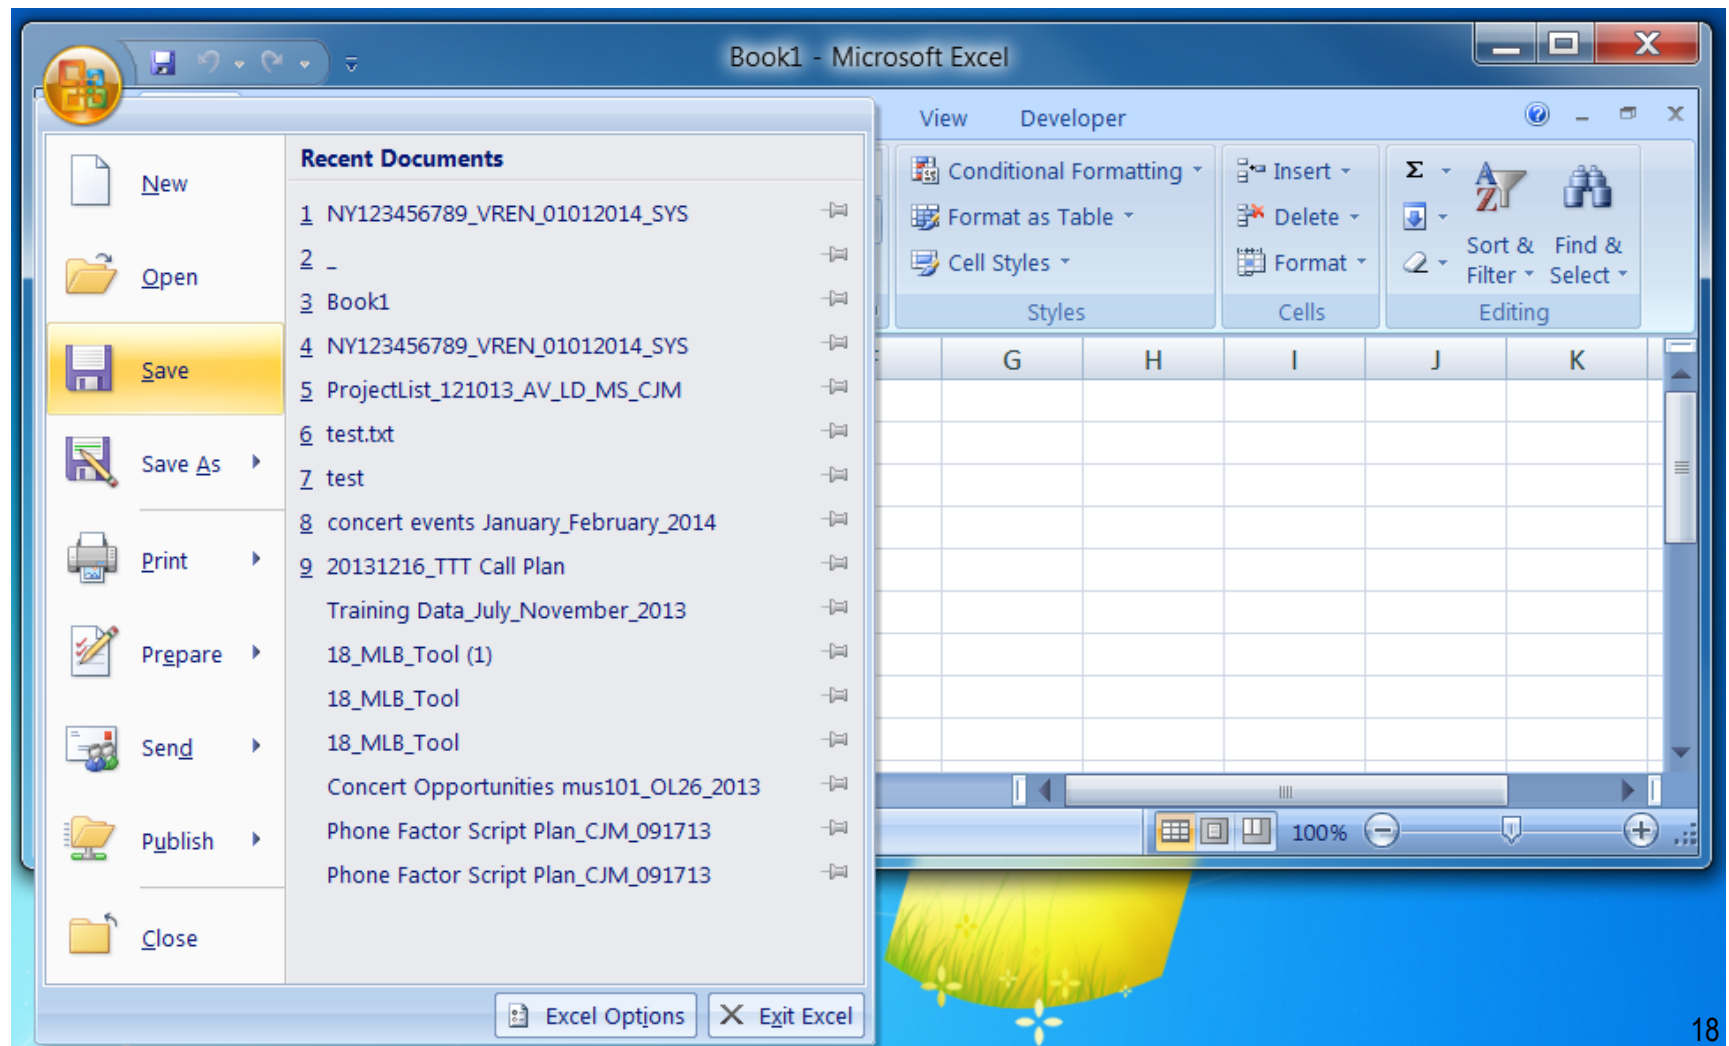 Book1 - Microsoft Excel
View Developer
New
Open
Save
Save As
Print
Prepare
Send
Publish
Close
Recent Documents
1 NY123456789_VREN_01012014_SYS
2 _
3 Book1
4 NY123456789_VREN_01012014_SYS
5 ProjectList_121013_AV_LD_MS_CJM
6 test.txt
7 test
8 concert events January_February_2014
9 20131216_TTT Call Plan
Training Data_July_November_2013
18_MLB_Tool (1)
18_MLB_Tool
18_MLB_Tool
Concert Opportunities mus101_OL26_2013
Phone Factor Script Plan_CJM_091713
Phone Factor Script Plan_CJM_091713
Excel Options
Exit Excel
Conditional Formatting
Format as Table
Cell Styles
Styles
Insert
Delete
Format
Cells
Σ
Sort &
Filter
Find &
Select
Editing
G H I J K
100%
18